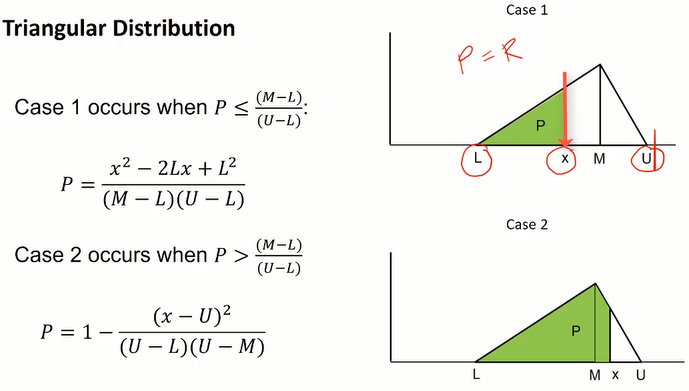 Triangular Distribution
Case 1 occurs when P ≤ (M−L)/(U−L):
P = (x² − 2Lx + L²)/((M − L)(U − L))
Case 2 occurs when P > (M−L)/(U−L)
P = 1 − (x − U)²/((U − L)(U − M))
Case 1
P = R
P
L x M U
Case 2
P
L M x U